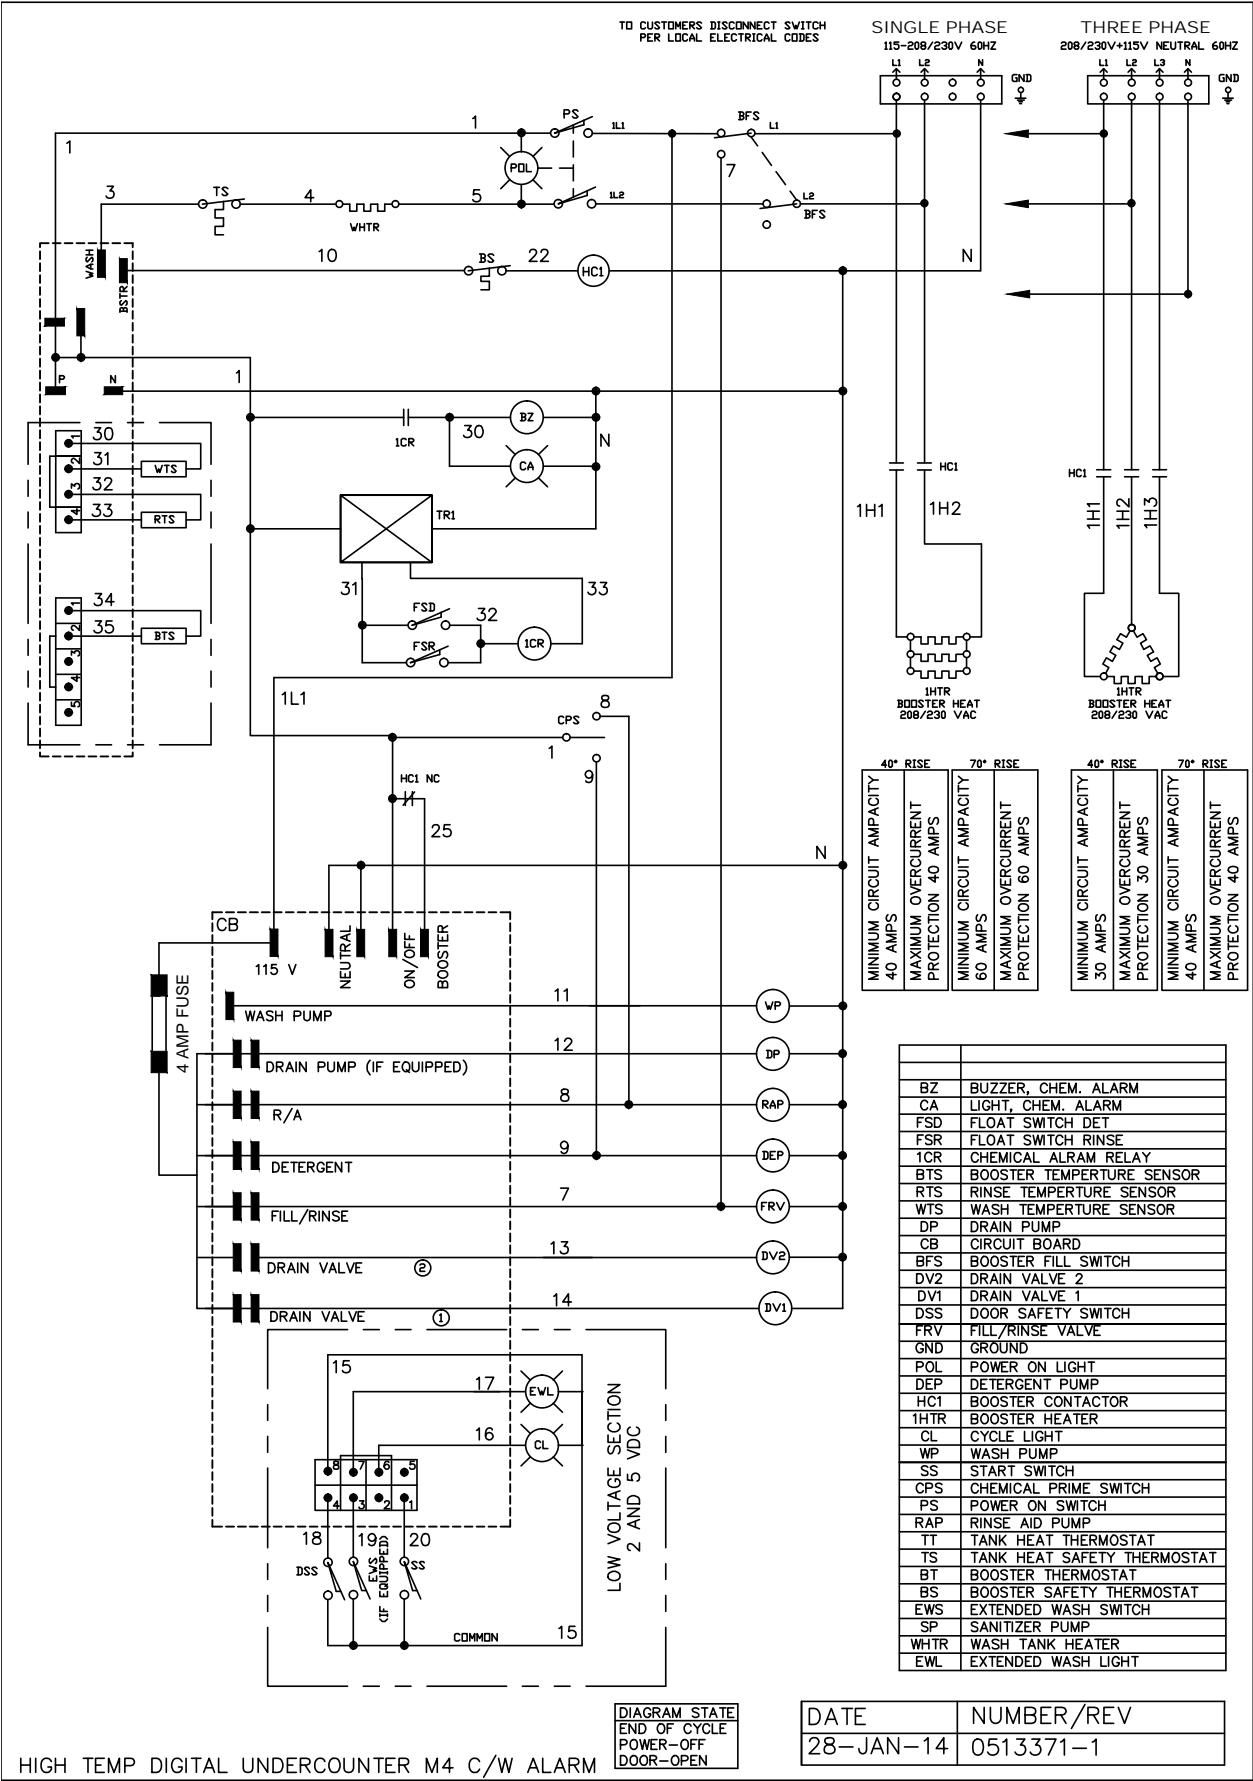 TO CUSTOMERS DISCONNECT SWITCH
PER LOCAL ELECTRICAL CODES
SINGLE PHASE
115-208/230V 60HZ
L1 L2 N
GND
THREE PHASE
208/230V+115V NEUTRAL 60HZ
L1 L2 L3 N
GND
1
1
PS
1L1
BFS
L1
POL
7
3
TS
4
WHTR
5
1L2
L2
BFS
WASH
BSTR
10
BS
22
HC1
N
P
N
1
1CR
30
BZ
CA
N
30
31
WTS
32
33
RTS
1
2
3
4
TR1
31
33
FSD
32
FSR
1CR
34
35
BTS
1
2
3
4
5
HC1
1H1
1H2
1HTR
BOOSTER HEAT
208/230 VAC
HC1
1H1
1H2
1H3
1HTR
BOOSTER HEAT
208/230 VAC
1L1
CPS
8
1
9
HC1 NC
25
N
40° RISE
MINIMUM CIRCUIT AMPACITY
40 AMPS
MAXIMUM OVERCURRENT
PROTECTION 40 AMPS
70° RISE
MINIMUM CIRCUIT AMPACITY
60 AMPS
MAXIMUM OVERCURRENT
PROTECTION 60 AMPS
40° RISE
MINIMUM CIRCUIT AMPACITY
30 AMPS
MAXIMUM OVERCURRENT
PROTECTION 30 AMPS
70° RISE
MINIMUM CIRCUIT AMPACITY
40 AMPS
MAXIMUM OVERCURRENT
PROTECTION 40 AMPS
CB
115 V
NEUTRAL
ON/OFF
BOOSTER
4 AMP FUSE
WASH PUMP
11
WP
DRAIN PUMP (IF EQUIPPED)
12
DP
R/A
8
RAP
DETERGENT
9
DEP
FILL/RINSE
7
FRV
DRAIN VALVE 2
13
DV2
DRAIN VALVE 1
14
DV1
15
17
EWL
16
CL
8 7 6 5
4 3 2 1
18
19
20
DSS
EWS
(IF EQUIPPED)
SS
COMMON
15
LOW VOLTAGE SECTION
2 AND 5 VDC
BZ BUZZER, CHEM. ALARM
CA LIGHT, CHEM. ALARM
FSD FLOAT SWITCH DET
FSR FLOAT SWITCH RINSE
1CR CHEMICAL ALRAM RELAY
BTS BOOSTER TEMPERTURE SENSOR
RTS RINSE TEMPERTURE SENSOR
WTS WASH TEMPERTURE SENSOR
DP DRAIN PUMP
CB CIRCUIT BOARD
BFS BOOSTER FILL SWITCH
DV2 DRAIN VALVE 2
DV1 DRAIN VALVE 1
DSS DOOR SAFETY SWITCH
FRV FILL/RINSE VALVE
GND GROUND
POL POWER ON LIGHT
DEP DETERGENT PUMP
HC1 BOOSTER CONTACTOR
1HTR BOOSTER HEATER
CL CYCLE LIGHT
WP WASH PUMP
SS START SWITCH
CPS CHEMICAL PRIME SWITCH
PS POWER ON SWITCH
RAP RINSE AID PUMP
TT TANK HEAT THERMOSTAT
TS TANK HEAT SAFETY THERMOSTAT
BT BOOSTER THERMOSTAT
BS BOOSTER SAFETY THERMOSTAT
EWS EXTENDED WASH SWITCH
SP SANITIZER PUMP
WHTR WASH TANK HEATER
EWL EXTENDED WASH LIGHT
DIAGRAM STATE
END OF CYCLE
POWER-OFF
DOOR-OPEN
DATE NUMBER/REV
28-JAN-14 0513371-1
HIGH TEMP DIGITAL UNDERCOUNTER M4 C/W ALARM